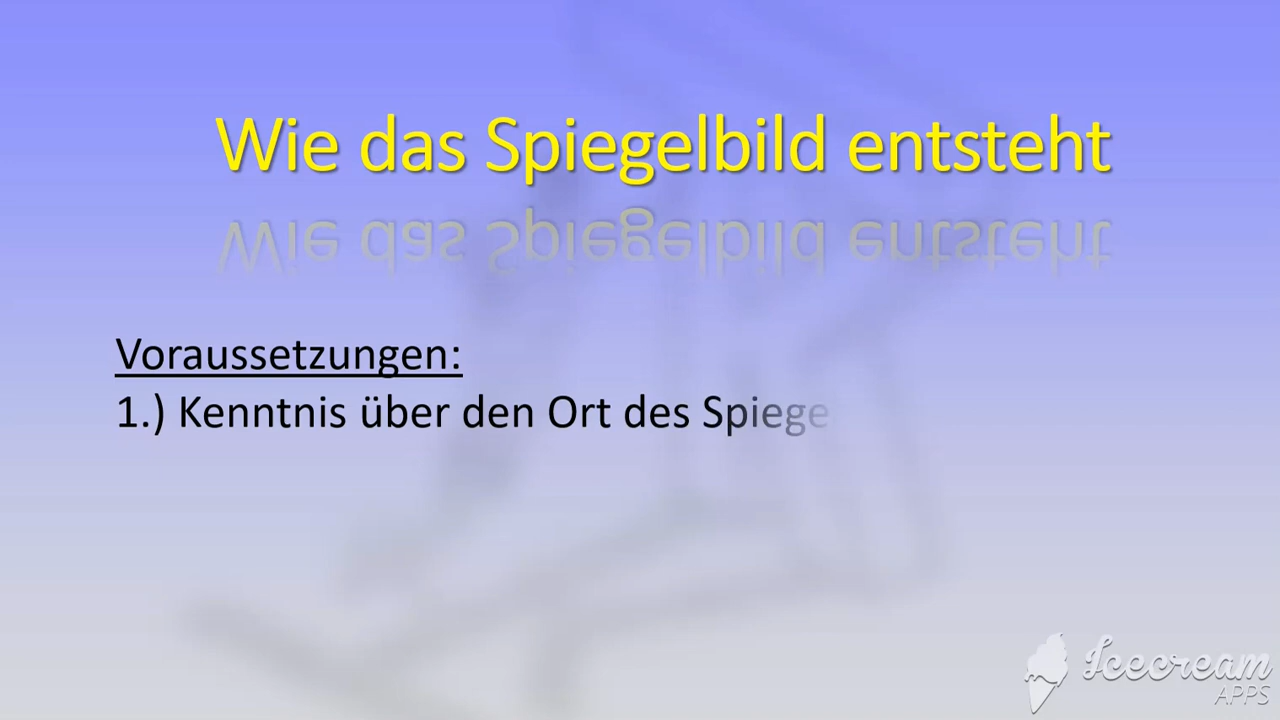 Wie das Spiegelbild entsteht
Voraussetzungen:
1.) Kenntnis über den Ort des Spiege
Icecream
APPS